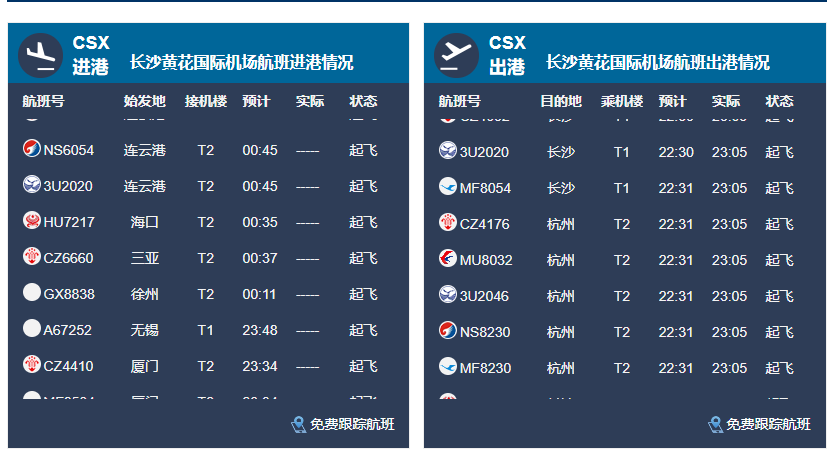 CSX
进港
长沙黄花国际机场航班进港情况
航班号 始发地 接机楼 预计 实际 状态
NS6054 连云港 T2 00:45 ----- 起飞
3U2020 连云港 T2 00:45 ----- 起飞
HU7217 海口 T2 00:35 ----- 起飞
CZ6660 三亚 T2 00:37 ----- 起飞
GX8838 徐州 T2 00:11 ----- 起飞
A67252 无锡 T1 23:48 ----- 起飞
CZ4410 厦门 T2 23:34 ----- 起飞
免费跟踪航班
CSX
出港
长沙黄花国际机场航班出港情况
航班号 目的地 乘机楼 预计 实际 状态
3U2020 长沙 T1 22:30 23:05 起飞
MF8054 长沙 T1 22:31 23:05 起飞
CZ4176 杭州 T2 22:31 23:05 起飞
MU8032 杭州 T2 22:31 23:05 起飞
3U2046 杭州 T2 22:31 23:05 起飞
NS8230 杭州 T2 22:31 23:05 起飞
MF8230 杭州 T2 22:31 23:05 起飞
免费跟踪航班